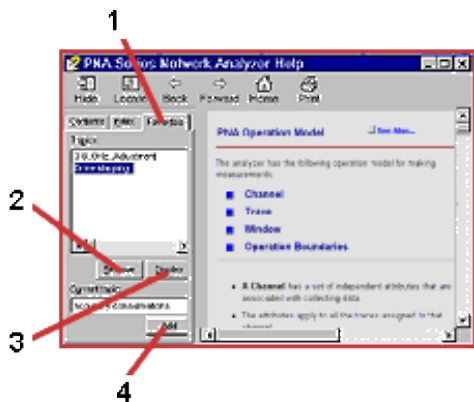 1
PNA Series Network Analyzer Help
Hide Locate Back Forward Home Print
Contents Index Favorites
Topics
PNA Operation Model
See Also...
The analyzer has the following operation model for making
measurements.
Channel
Trace
Window
Operation Boundaries
2
Remove Display
Current topic
A Channel has a set of independent attributes that are
associated with collecting data.
3
Add
The attributes apply to all the traces assigned to that
channel
4